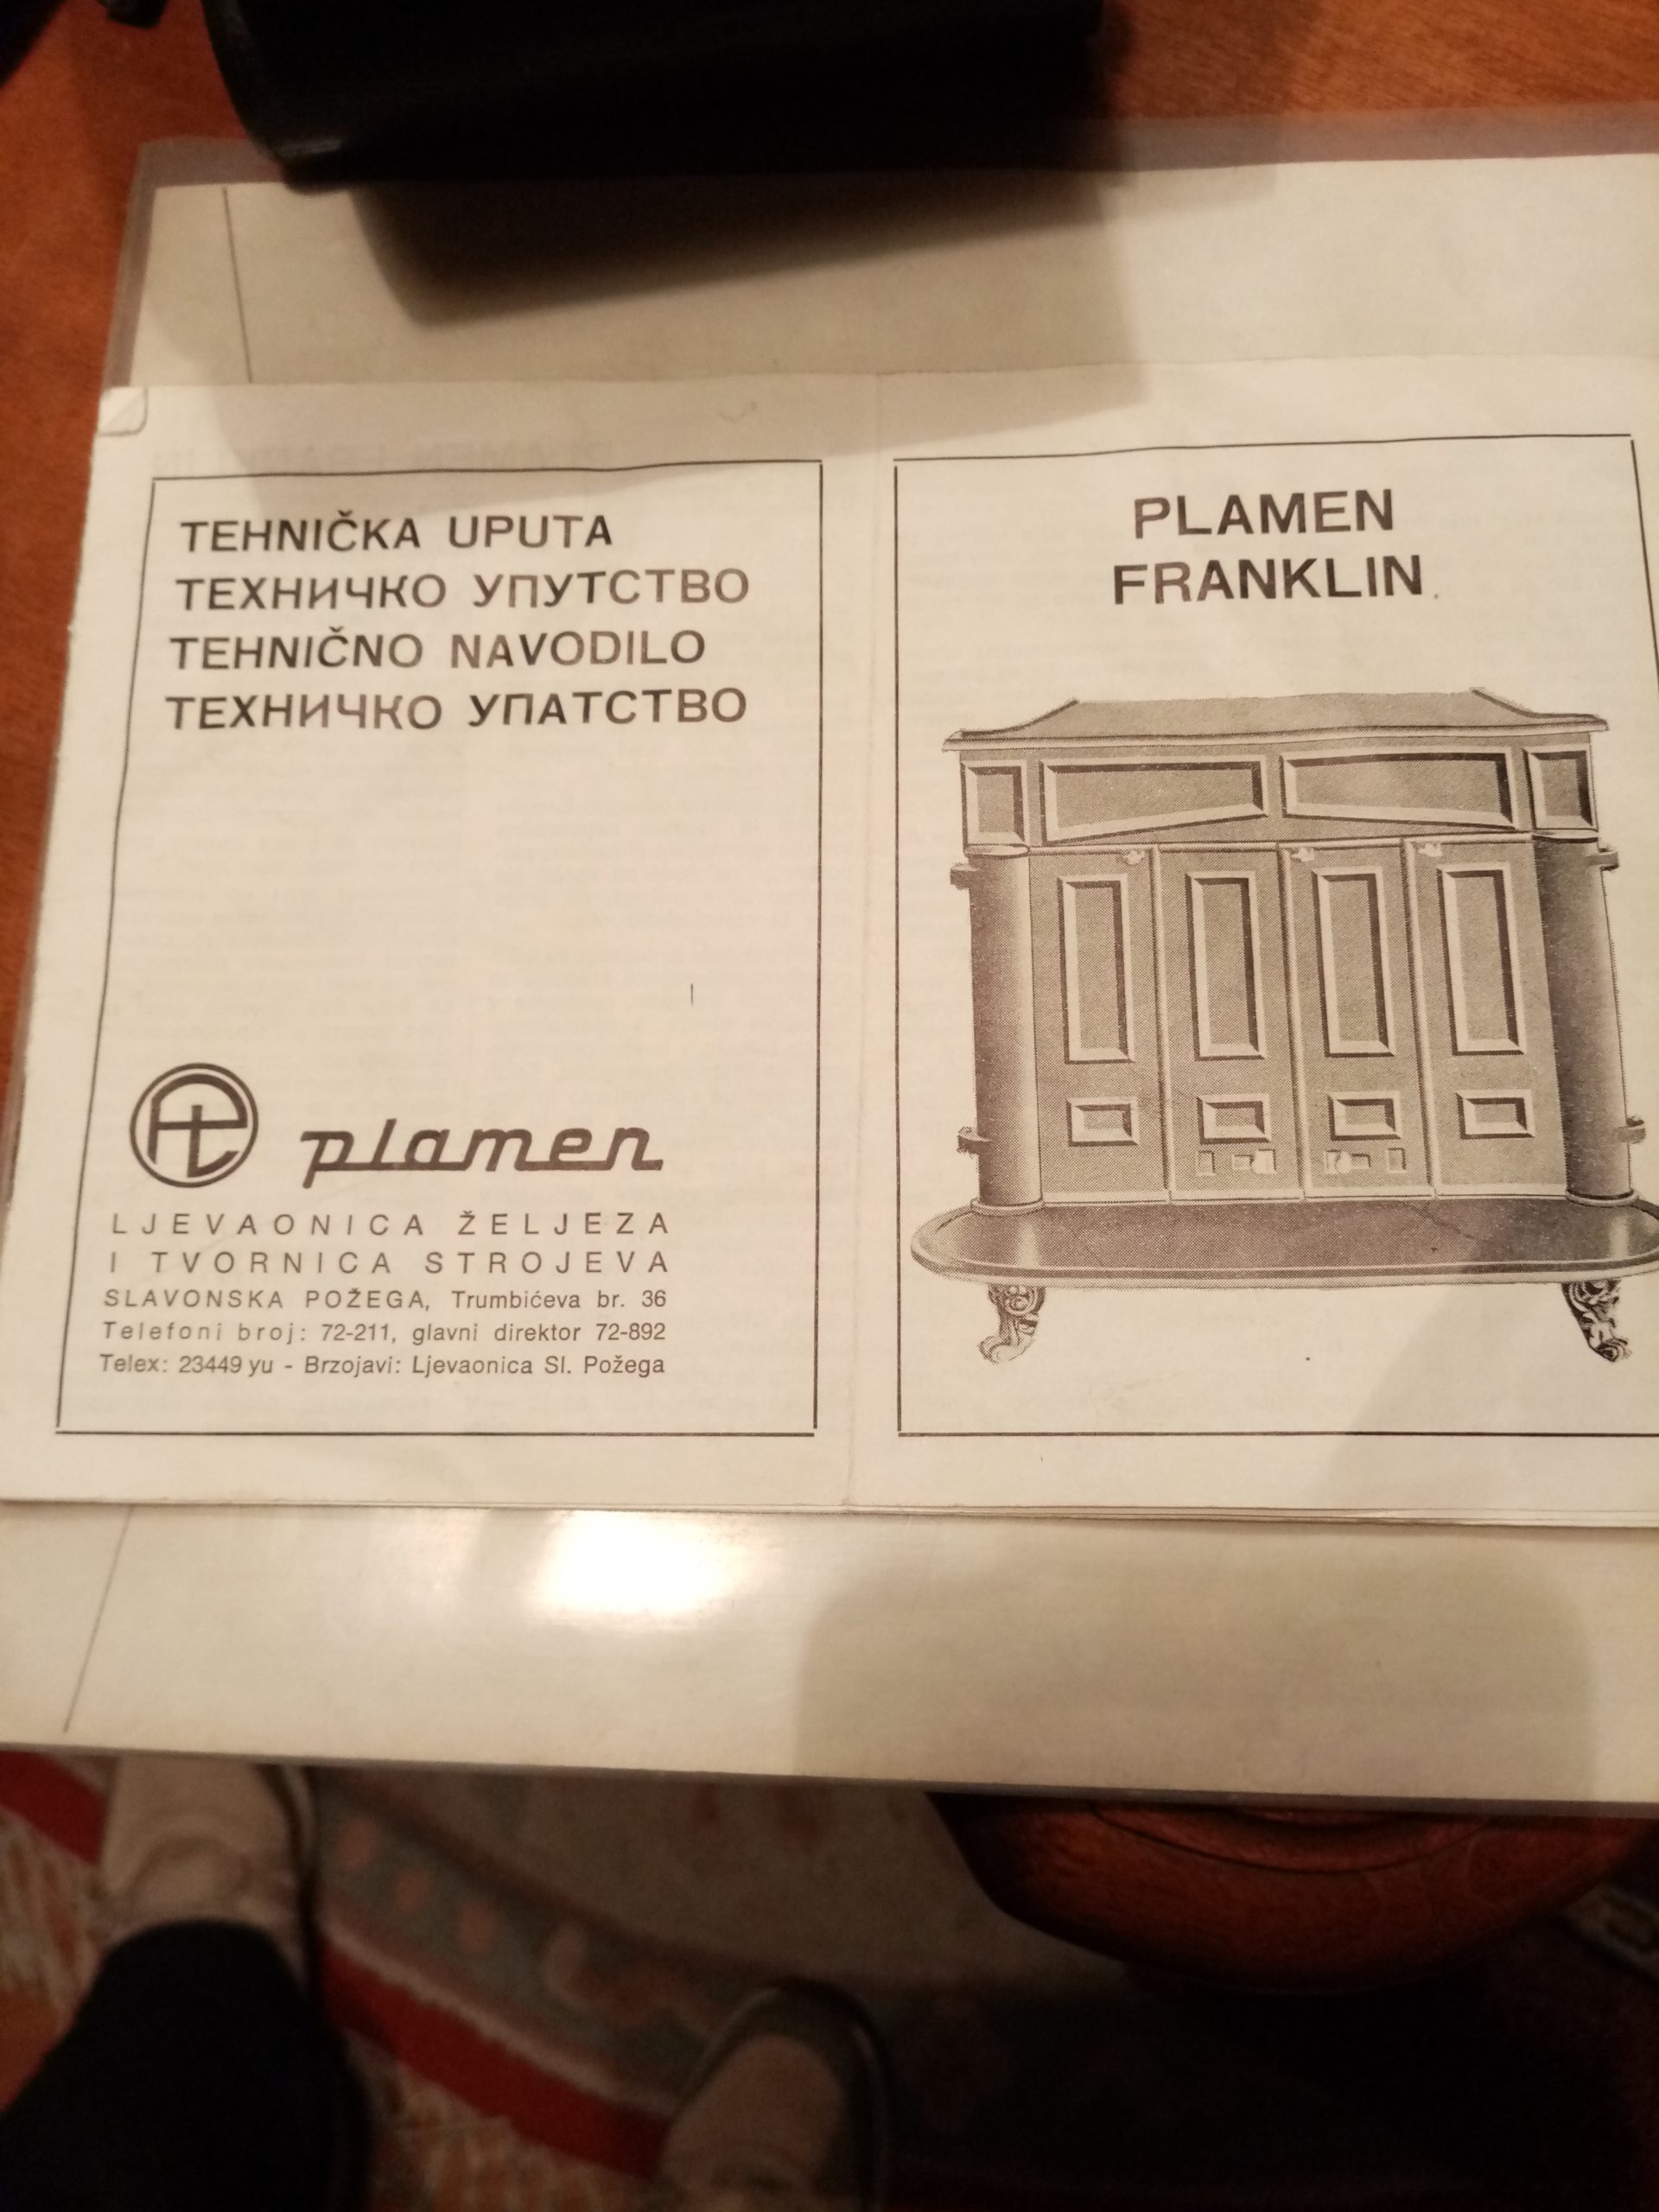 TEHNIČKA UPUTA
ТЕХНИЧКО УПУТСТВО
TEHNIČNO NAVODILO
ТЕХНИЧКО УПАТСТВО
plamen
LJEVAONICA ŽELJEZA
I TVORNICA STROJEVA
SLAVONSKA POŽEGA, Trumbićeva br. 36
Telefoni broj: 72-211, glavni direktor 72-892
Telex: 23449 yu - Brzojavi: Ljevaonica Sl. Požega
PLAMEN
FRANKLIN